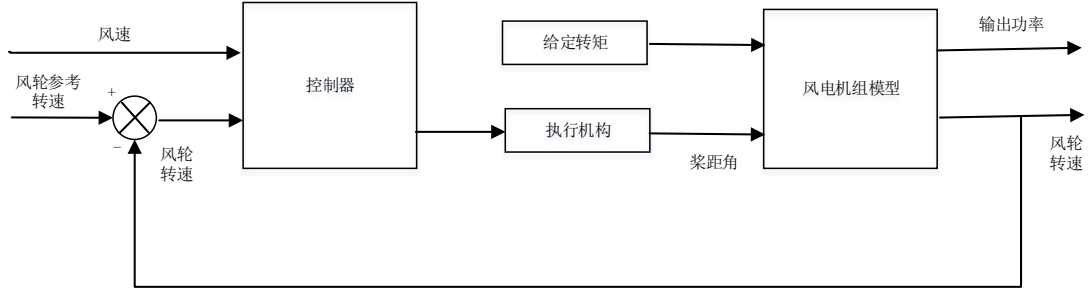 风速
给定转矩
输出功率
控制器
风电机组模型
风轮参考
转速
+
执行机构
−
风轮
转速
桨距角
风轮
转速